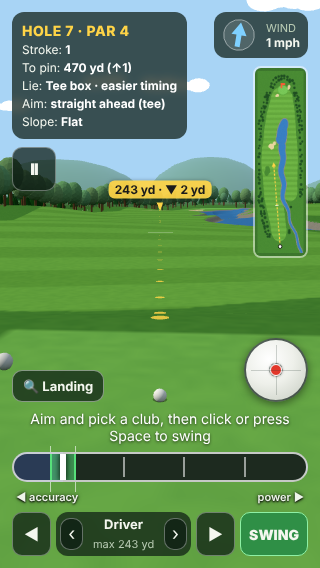 HOLE 7 · PAR 4
Stroke: 1
To pin: 470 yd (↑1)
Lie: Tee box · easier timing
Aim: straight ahead (tee)
Slope: Flat
WIND
1 mph
243 yd · ▼ 2 yd
🔍 Landing
Aim and pick a club, then click or press
Space to swing
◀ accuracy
power ▶
◀
‹
Driver
max 243 yd
›
▶
SWING